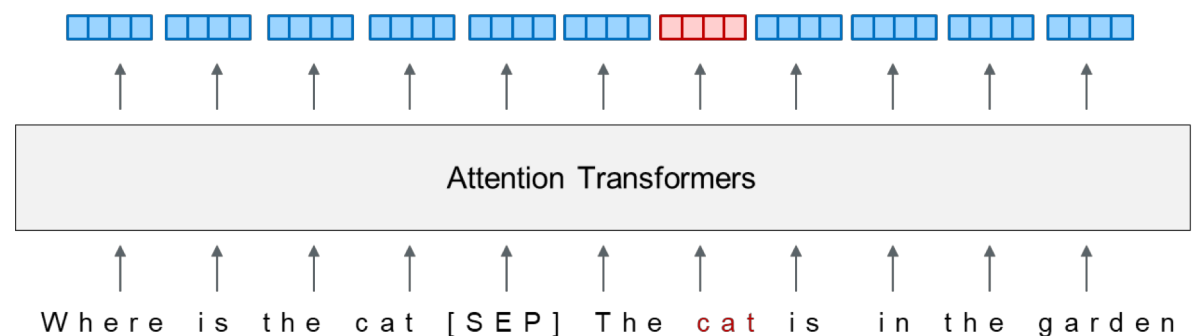 Attention Transformers
Where is the cat [SEP] The cat is in the garden